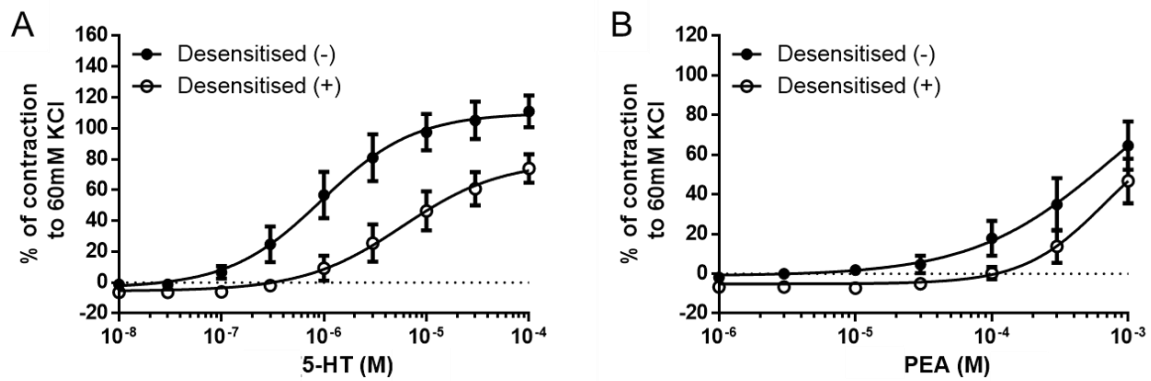 A
160
140
120
100
80
60
40
20
0
-20
% of contraction
to 60mM KCl
Desensitised (-)
Desensitised (+)
10-8
10-7
10-6
10-5
10-4
5-HT (M)
B
120
100
80
60
40
20
0
-20
% of contraction
to 60mM KCl
Desensitised (-)
Desensitised (+)
10-6
10-5
10-4
10-3
PEA (M)